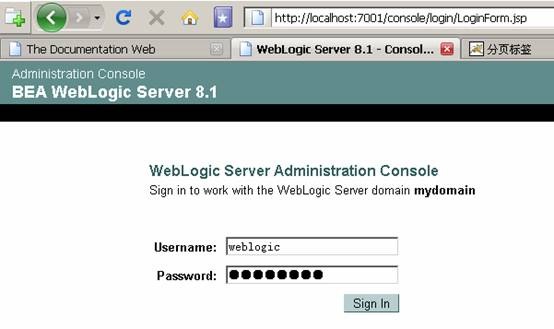 http://localhost:7001/console/login/LoginForm.jsp
The Documentation Web
WebLogic Server 8.1 - Consol...
分页标签
Administration Console
BEA WebLogic Server 8.1
WebLogic Server Administration Console
Sign in to work with the WebLogic Server domain mydomain
Username: weblogic
Password: ●●●●●●●●
Sign In